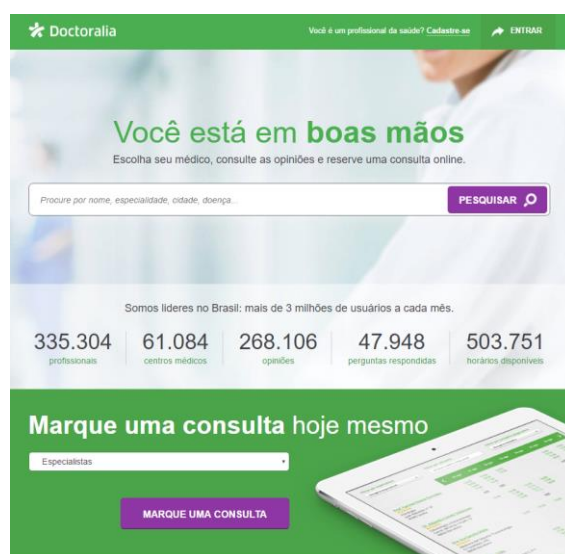 Doctoralia
Você é um profissional da saúde? Cadastre-se
ENTRAR
Você está em boas mãos
Escolha seu médico, consulte as opiniões e reserve uma consulta online.
Procure por nome, especialidade, cidade, doença...
PESQUISAR
Somos líderes no Brasil: mais de 3 milhões de usuários a cada mês.
335.304 61.084 268.106 47.948 503.751
profissionais centros médicos opiniões perguntas respondidas horários disponíveis
Marque uma consulta hoje mesmo
Especialistas
MARQUE UMA CONSULTA